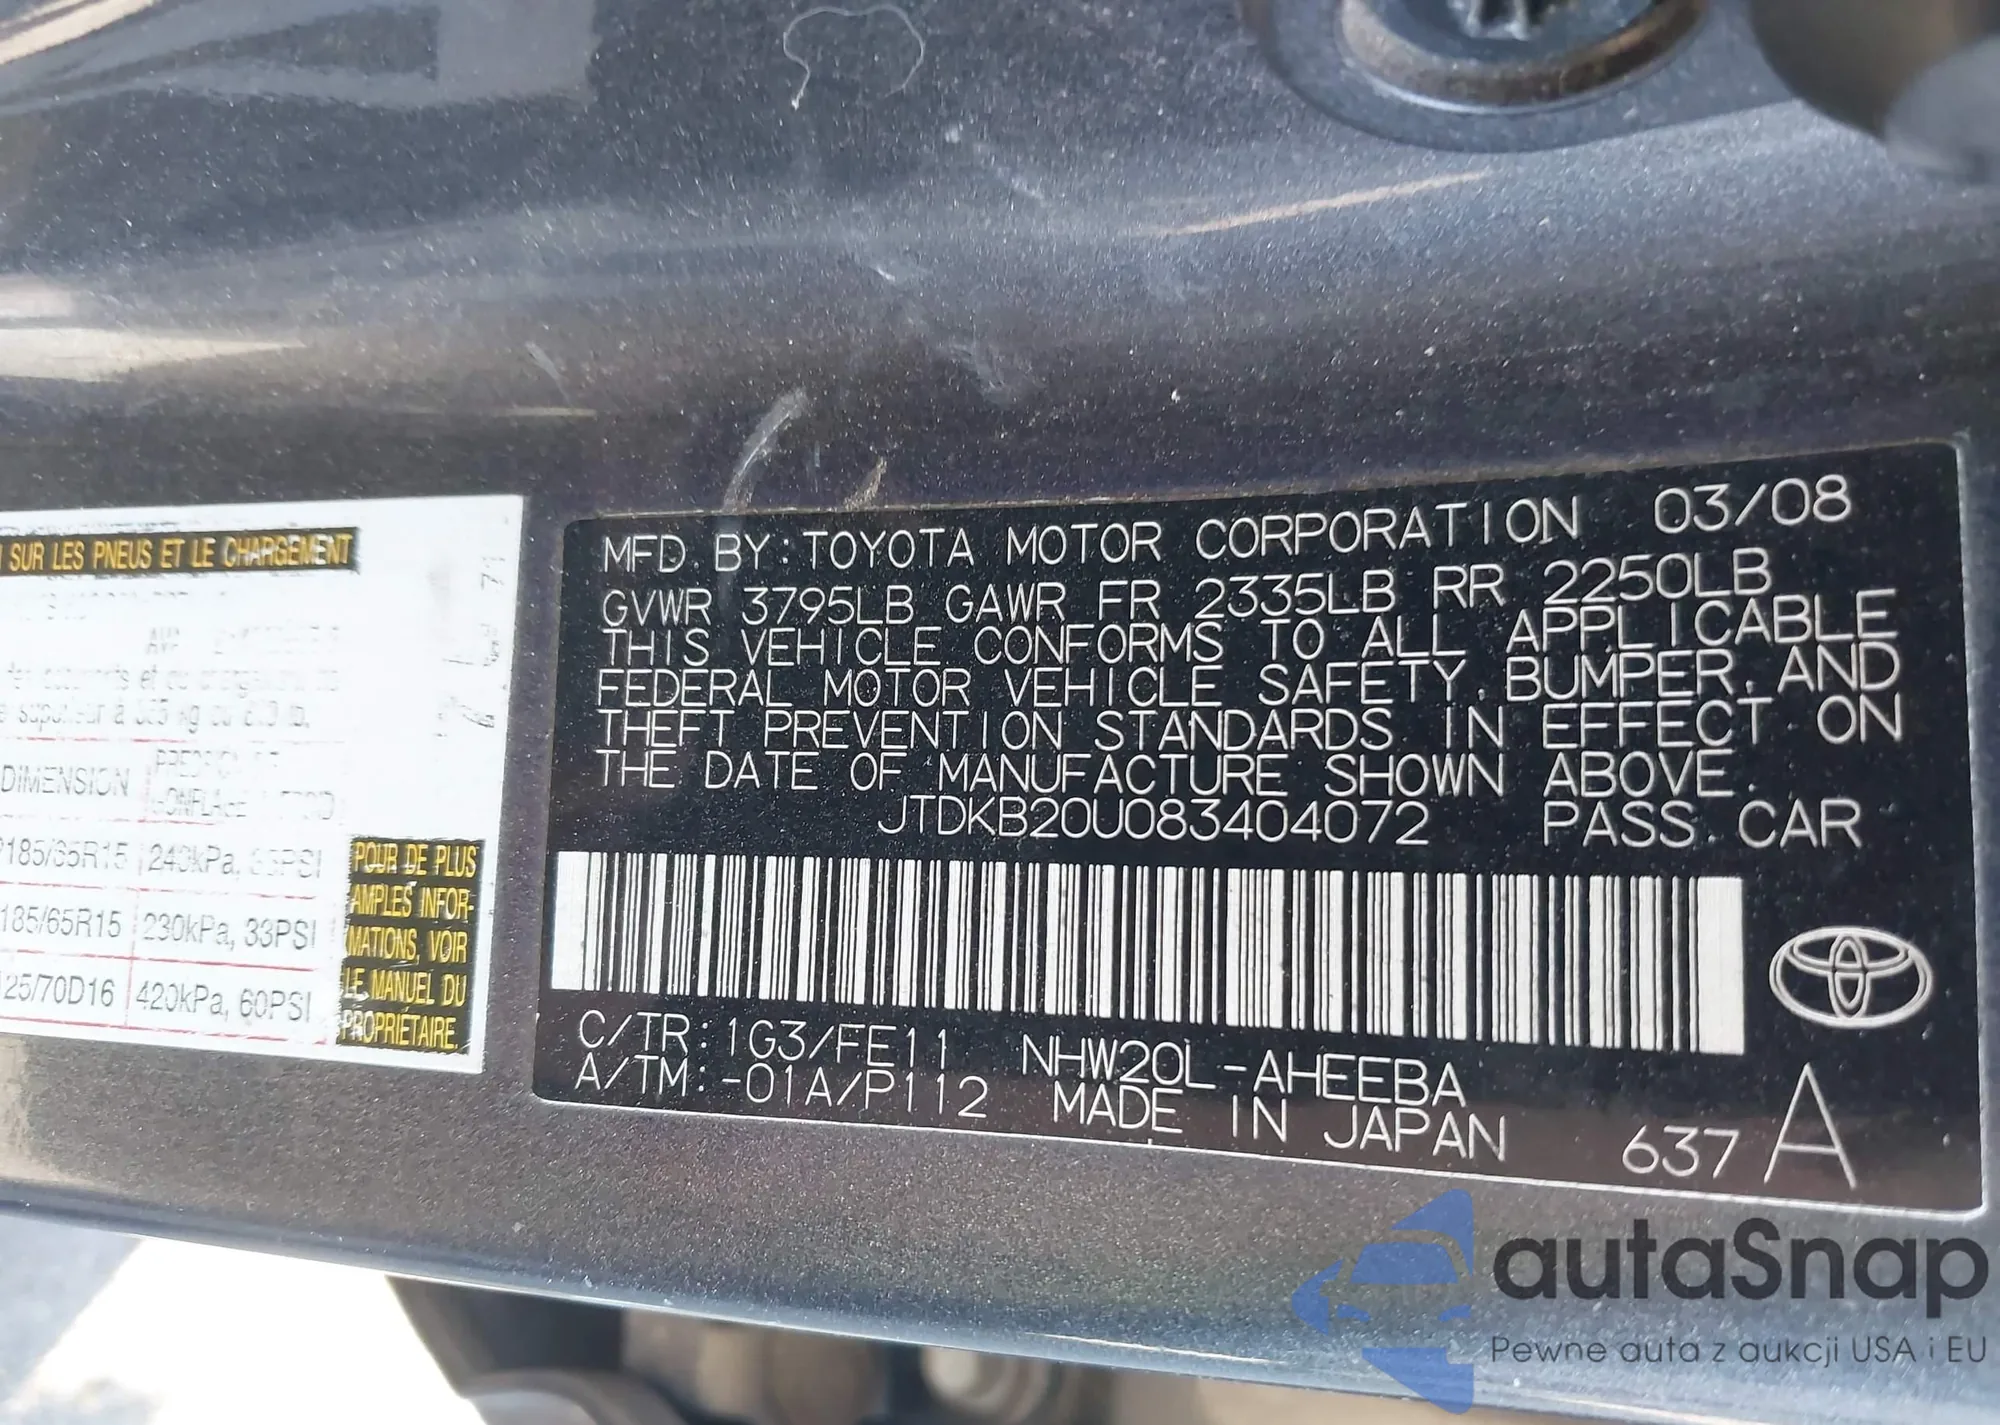 SUR LES PNEUS ET LE CHARGEMENT
DIMENSION
185/65R15
185/65R15 230kPa, 33PSI
25/70D16 420kPa, 60PSI
POUR DE PLUS
AMPLES INFOR-
MATIONS, VOIR
LE MANUEL DU
PROPRIÉTAIRE.
MFD. BY: TOYOTA MOTOR CORPORATION 03/08
GVWR 3795LB GAWR FR 2335LB RR 2250LB
THIS VEHICLE CONFORMS TO ALL APPLICABLE
FEDERAL MOTOR VEHICLE SAFETY, BUMPER, AND
THEFT PREVENTION STANDARDS IN EFFECT ON
THE DATE OF MANUFACTURE SHOWN ABOVE.
JTDKB20U083404072 PASS. CAR
C/TR: 1G3/FE11 NHW20L-AHEEBA
A/TM: -01A/P112 MADE IN JAPAN 637 A
autaSnap
Pewne auta z aukcji USA i EU